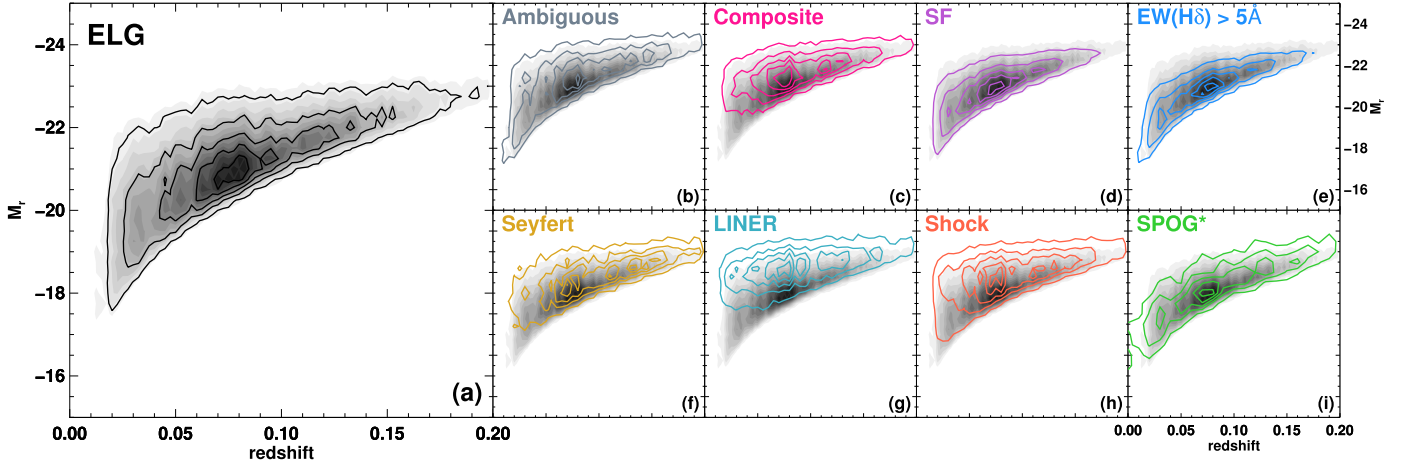 ELG
−24
−22
−20
−18
−16
M_r
(a)
0.00 0.05 0.10 0.15 0.20
redshift
Ambiguous
(b)
Composite
(c)
SF
(d)
EW(Hδ) > 5Å
(e)
−24
−22
−20
−18
−16
M_r
Seyfert
(f)
LINER
(g)
Shock
(h)
SPOG*
(i)
0.00 0.05 0.10 0.15 0.20
redshift